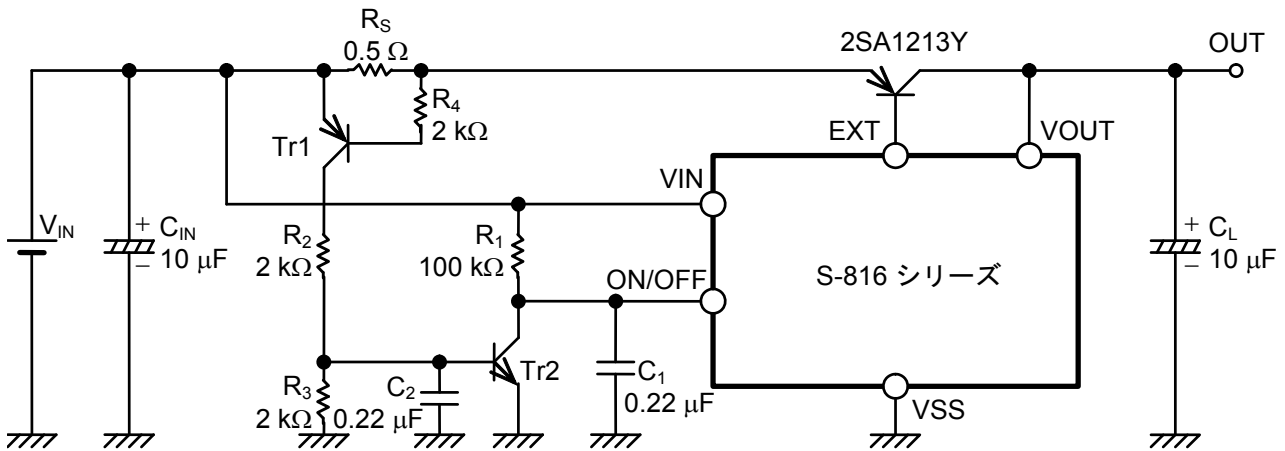 RS
0.5 Ω
2SA1213Y
OUT
R4
2 kΩ
Tr1
EXT
VOUT
VIN
VIN
+ CIN
− 10 µF
R2
2 kΩ
R1
100 kΩ
ON/OFF
S-816 シリーズ
+ CL
− 10 µF
R3
2 kΩ
C2
0.22 µF
Tr2
C1
0.22 µF
VSS